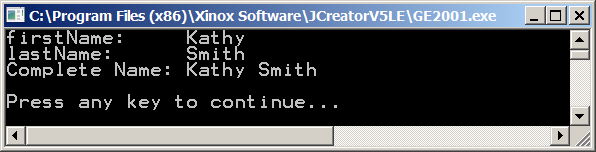 C:\Program Files (x86)\Xinox Software\JCreatorV5LE\GE2001.exe
firstName:      Kathy
lastName:       Smith
Complete Name: Kathy Smith
Press any key to continue...